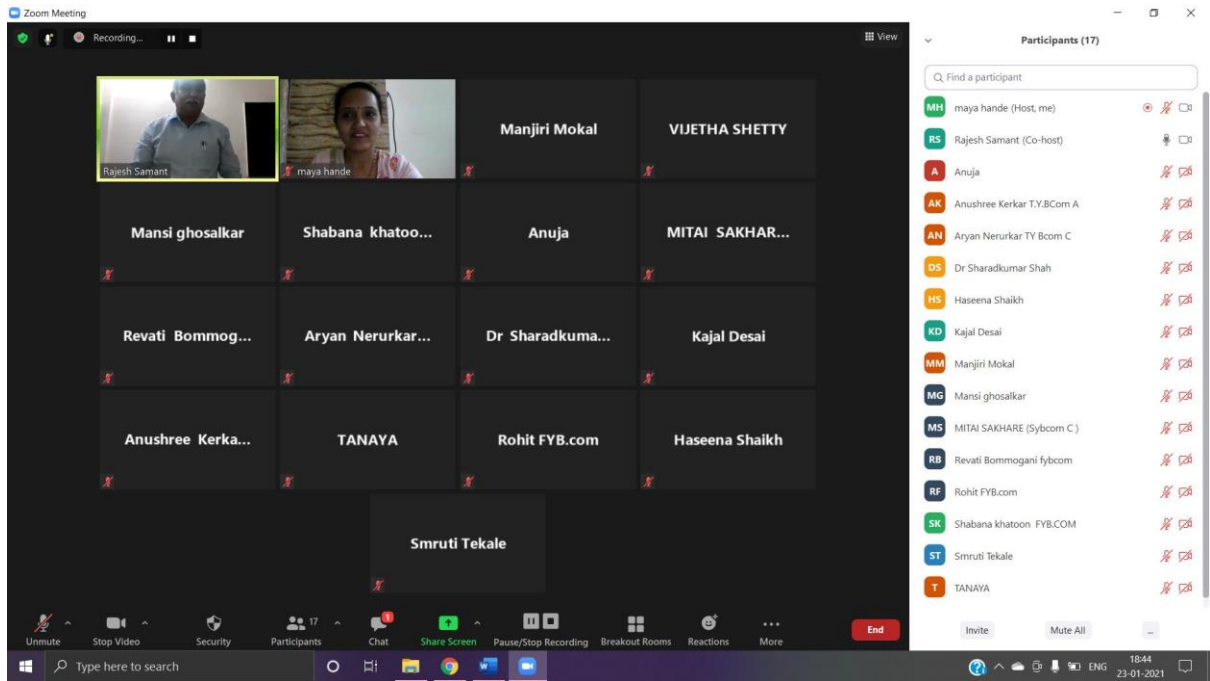 Zoom Meeting
Recording...
View
Rajesh Samant
maya hande
Manjiri Mokal
VIJETHA SHETTY
Mansi ghosalkar
Shabana khatoo...
Anuja
MITAI SAKHAR...
Revati Bommog...
Aryan Nerurkar...
Dr Sharadkuma...
Kajal Desai
Anushree Kerka...
TANAYA
Rohit FYB.com
Haseena Shaikh
Smruti Tekale
Unmute
Stop Video
Security
17
Participants
1
Chat
Share Screen
Pause/Stop Recording
Breakout Rooms
Reactions
More
End
Participants (17)
Find a participant
MH maya hande (Host, me)
RS Rajesh Samant (Co-host)
A Anuja
AK Anushree Kerkar T.Y.BCom A
AN Aryan Nerurkar TY Bcom C
DS Dr Sharadkumar Shah
HS Haseena Shaikh
KD Kajal Desai
MM Manjiri Mokal
MG Mansi ghosalkar
MS MITAI SAKHARE (Sybcom C )
RB Revati Bommogani fybcom
RF Rohit FYB.com
SK Shabana khatoon FYB.COM
ST Smruti Tekale
T TANAYA
Invite
Mute All
...
Type here to search
ENG
18:44
23-01-2021